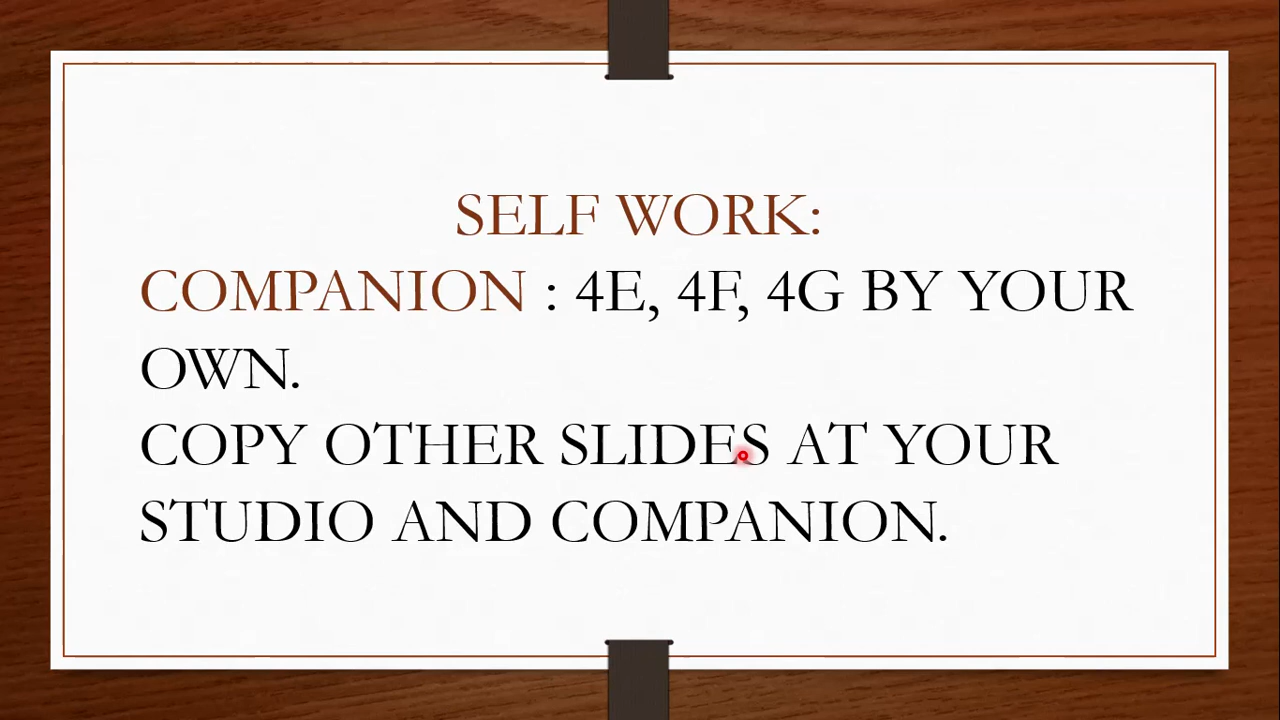 SELF WORK:
COMPANION : 4E, 4F, 4G BY YOUR
OWN.
COPY OTHER SLIDES AT YOUR
STUDIO AND COMPANION.